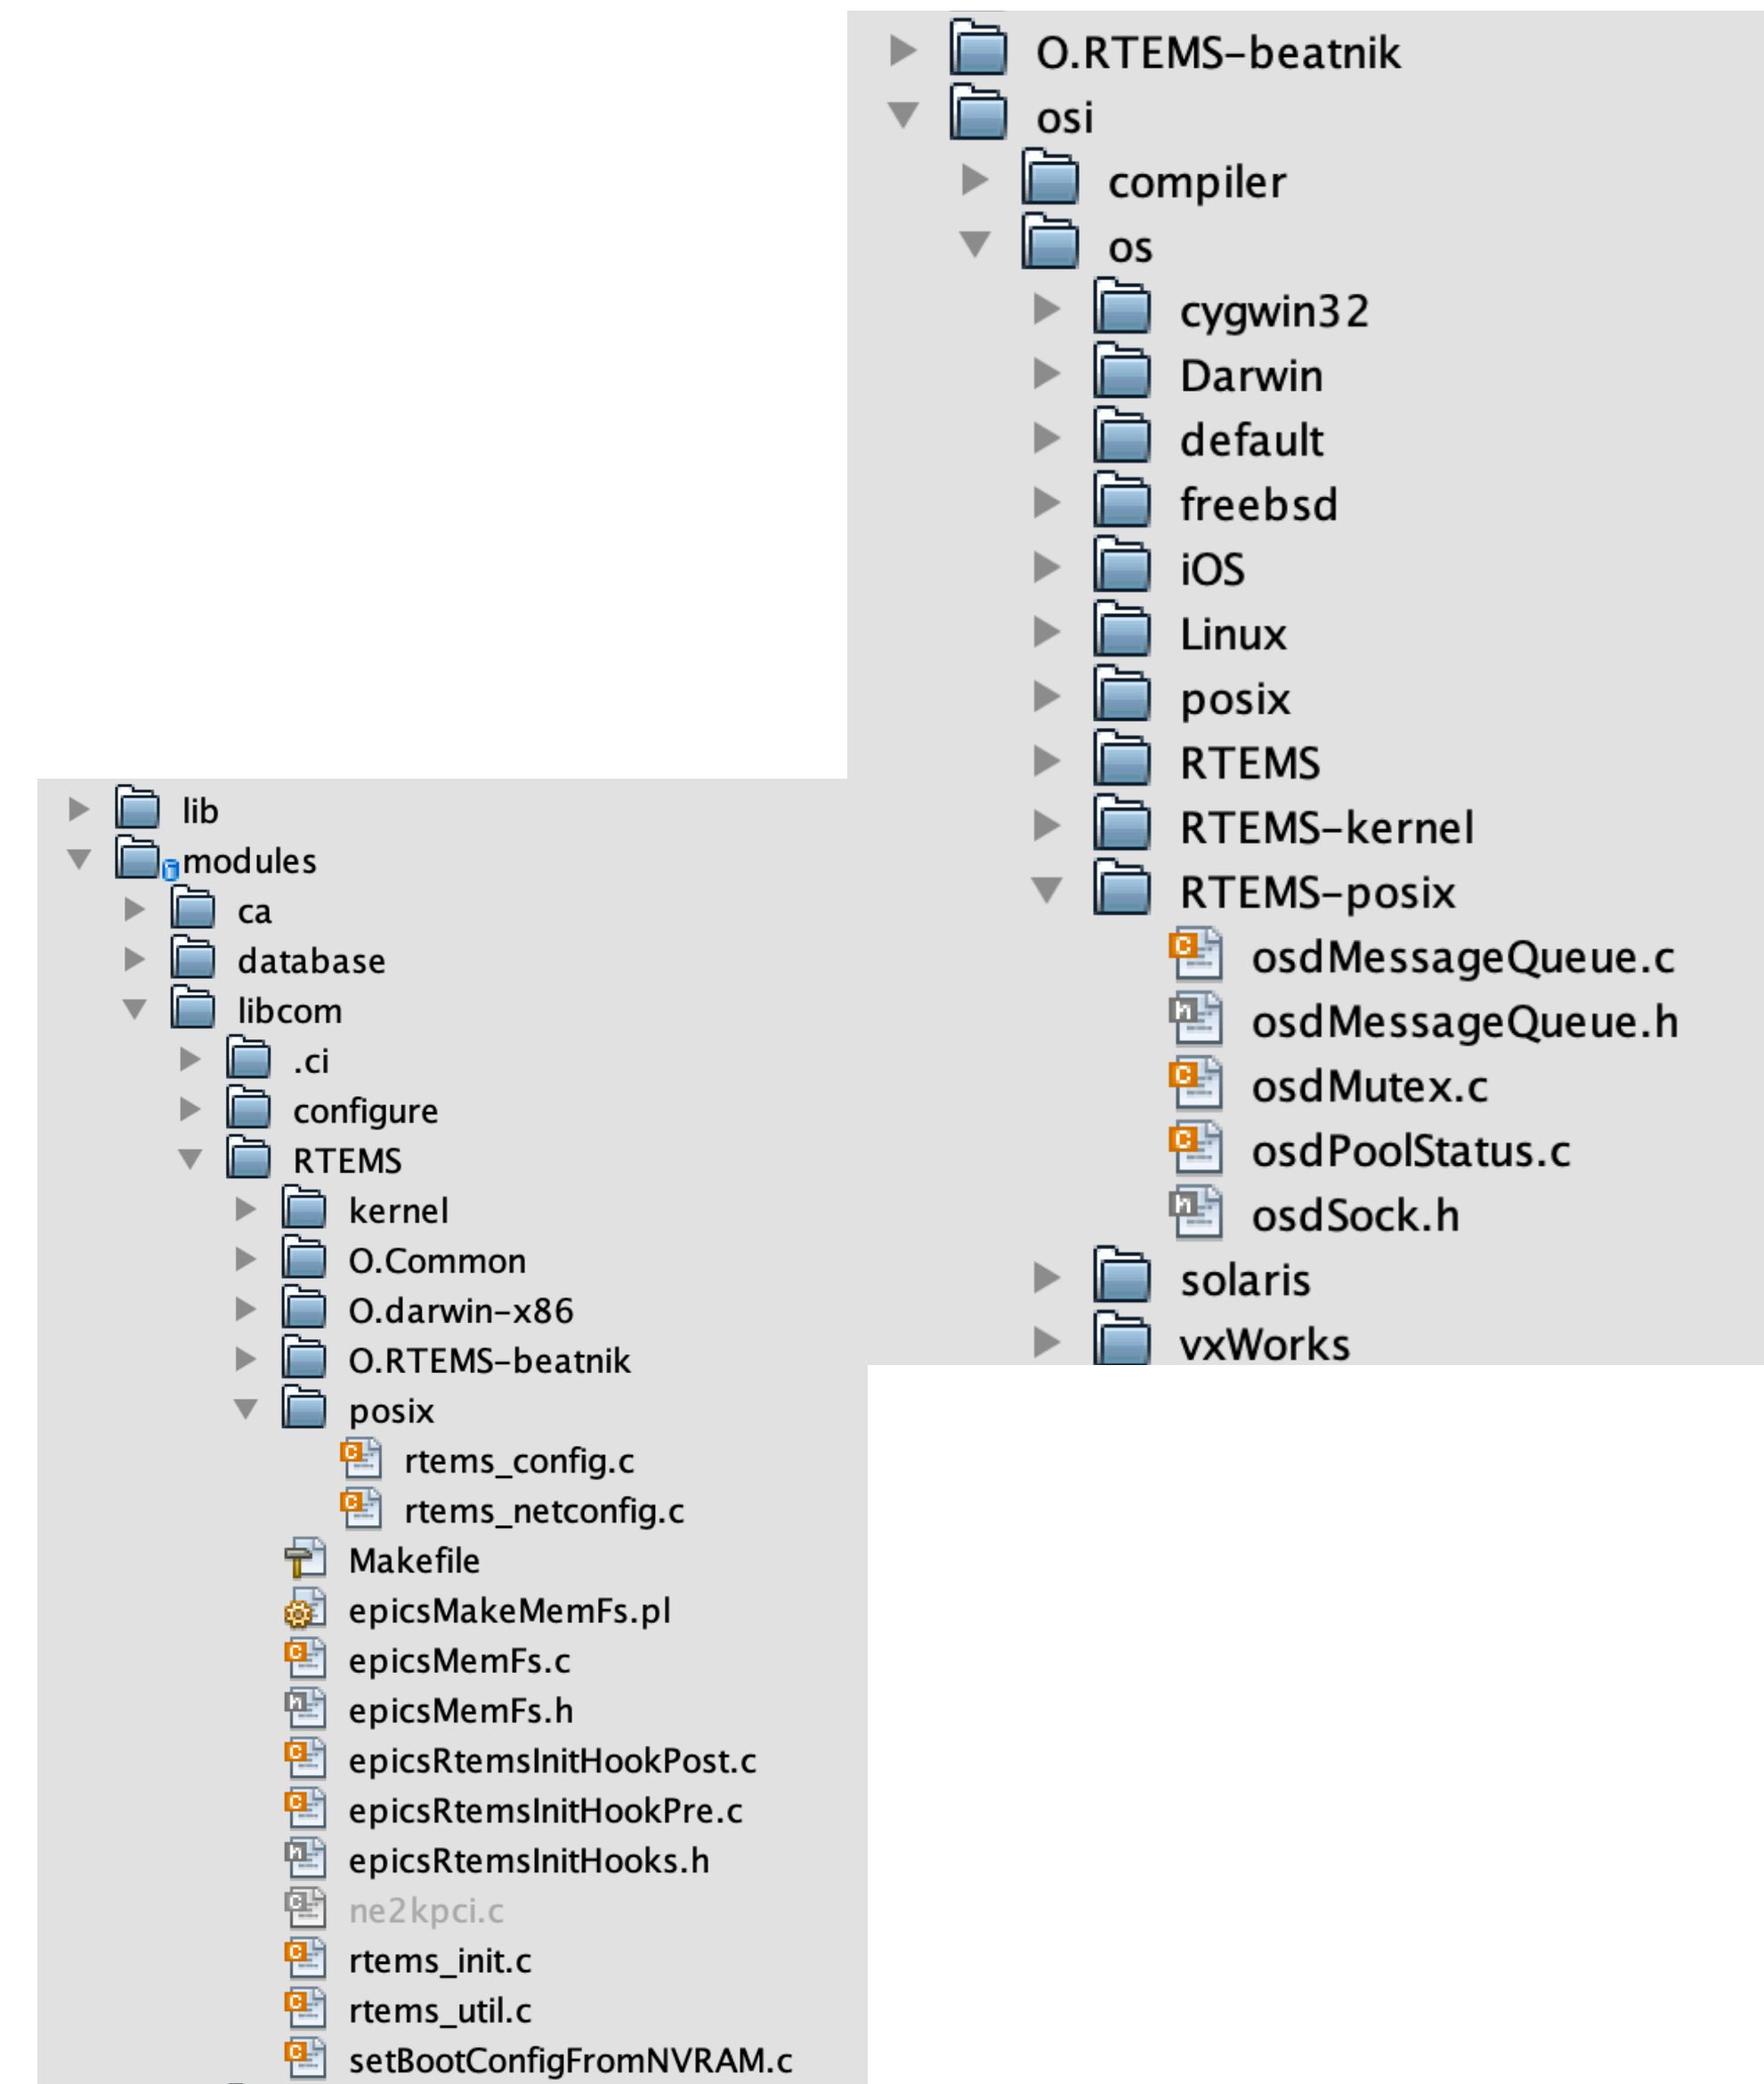 O.RTEMS-beatnik
osi
compiler
os
cygwin32
Darwin
default
freebsd
iOS
Linux
posix
RTEMS
RTEMS-kernel
RTEMS-posix
osdMessageQueue.c
osdMessageQueue.h
osdMutex.c
osdPoolStatus.c
osdSock.h
solaris
vxWorks
lib
modules
ca
database
libcom
.ci
configure
RTEMS
kernel
O.Common
O.darwin-x86
O.RTEMS-beatnik
posix
rtems_config.c
rtems_netconfig.c
Makefile
epicsMakeMemFs.pl
epicsMemFs.c
epicsMemFs.h
epicsRtemsInitHookPost.c
epicsRtemsInitHookPre.c
epicsRtemsInitHooks.h
ne2kpci.c
rtems_init.c
rtems_util.c
setBootConfigFromNVRAM.c